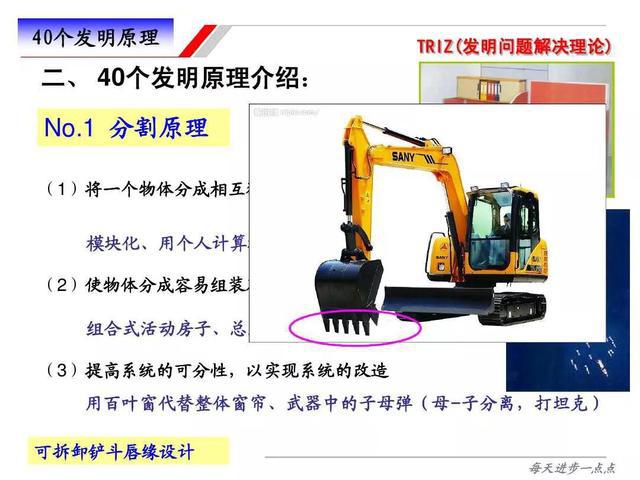 40个发明原理
TRIZ(发明问题解决理论)
二、 40个发明原理介绍：
No.1 分割原理
（1）将一个物体分成相互
模块化、用个人计算
（2）使物体分成容易组装
组合式活动房子、总
（3）提高系统的可分性，以实现系统的改造
用百叶窗代替整体窗帘、武器中的子母弹（母-子分离，打坦克）
可拆卸铲斗唇缘设计
每天进步一点点
SANY
SANY